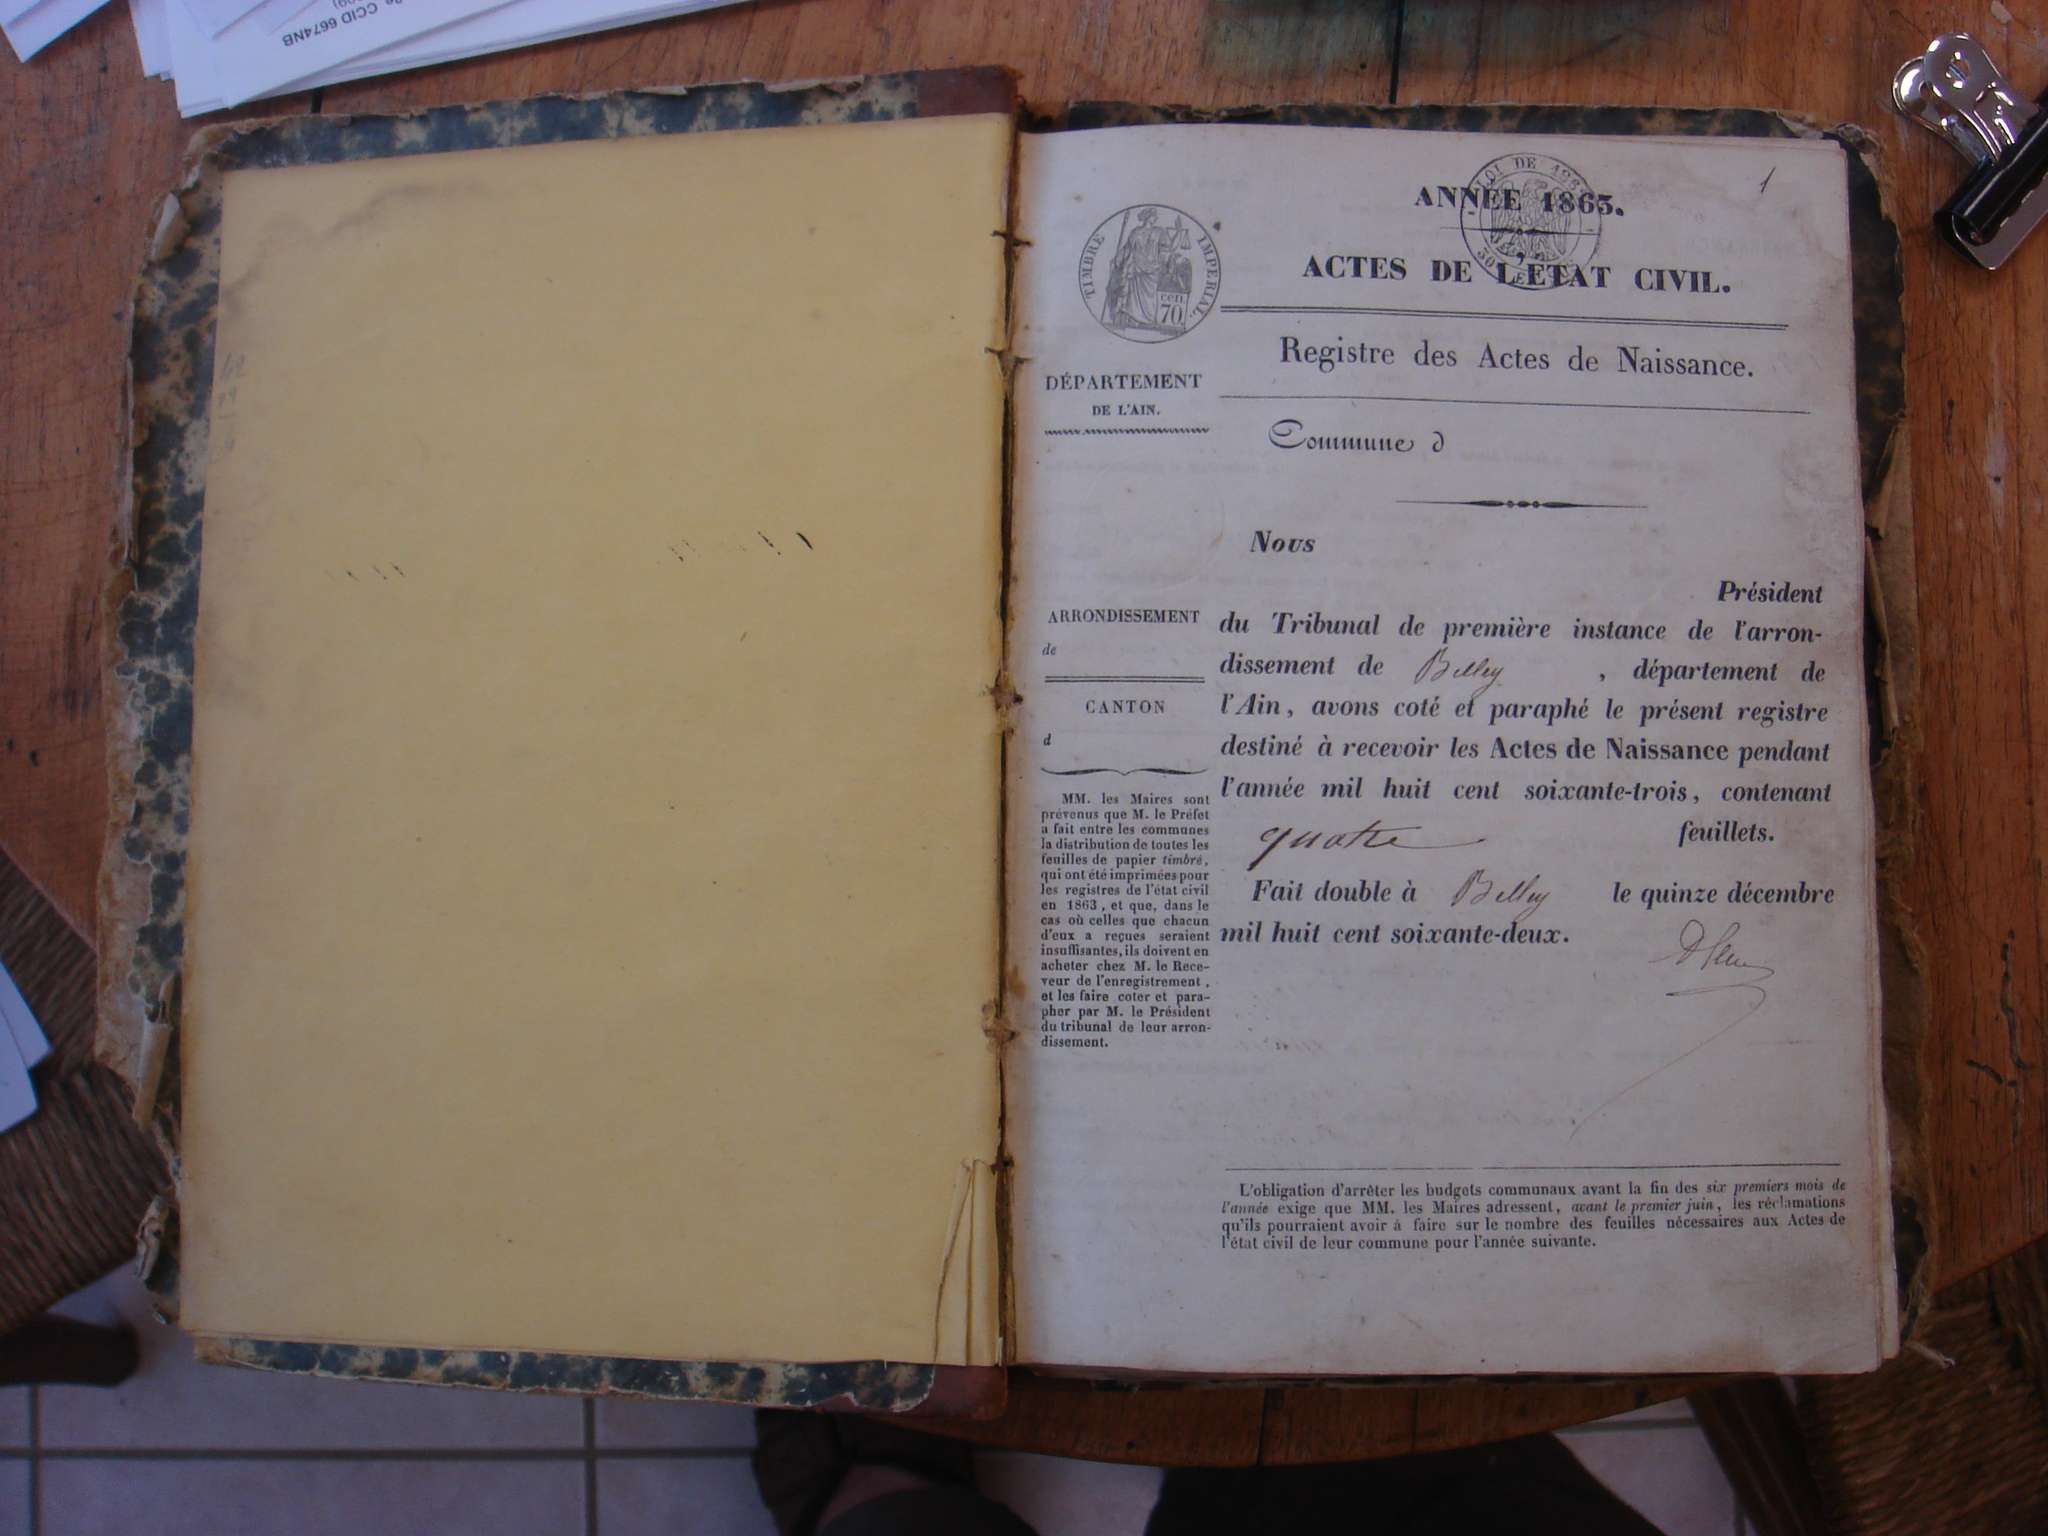 CCID 6674NB
1
ANNÉE 1863.
LOI DE
TIMBRE IMPERIAL.
cen. 70
ACTES DE L'ÉTAT CIVIL.
Registre des Actes de Naissance.
DÉPARTEMENT
DE L'AIN.
Commune d
Nous
Président
ARRONDISSEMENT
de
CANTON
d
du Tribunal de première instance de l'arron-
dissement de Belley , département de
l'Ain, avons coté et paraphé le présent registre
destiné à recevoir les Actes de Naissance pendant
l'année mil huit cent soixante-trois, contenant
quatre feuillets.
Fait double à Belley le quinze décembre
mil huit cent soixante-deux.
MM. les Maires sont
prévenus que M. le Préfet
a fait entre les communes
la distribution de toutes les
feuilles de papier timbré,
qui ont été imprimées pour
les registres de l'état civil
en 1863, et que, dans le
cas où celles que chacun
d'eux a reçues seraient
insuffisantes, ils doivent en
acheter chez M. le Rece-
veur de l'enregistrement,
et les faire coter et para-
pher par M. le Président
du tribunal de leur arron-
dissement.
L'obligation d'arrêter les budgets communaux avant la fin des six premiers mois de
l'année exige que MM. les Maires adressent, avant le premier juin, les réclamations
qu'ils pourraient avoir à faire sur le nombre des feuilles nécessaires aux Actes de
l'état civil de leur commune pour l'année suivante.